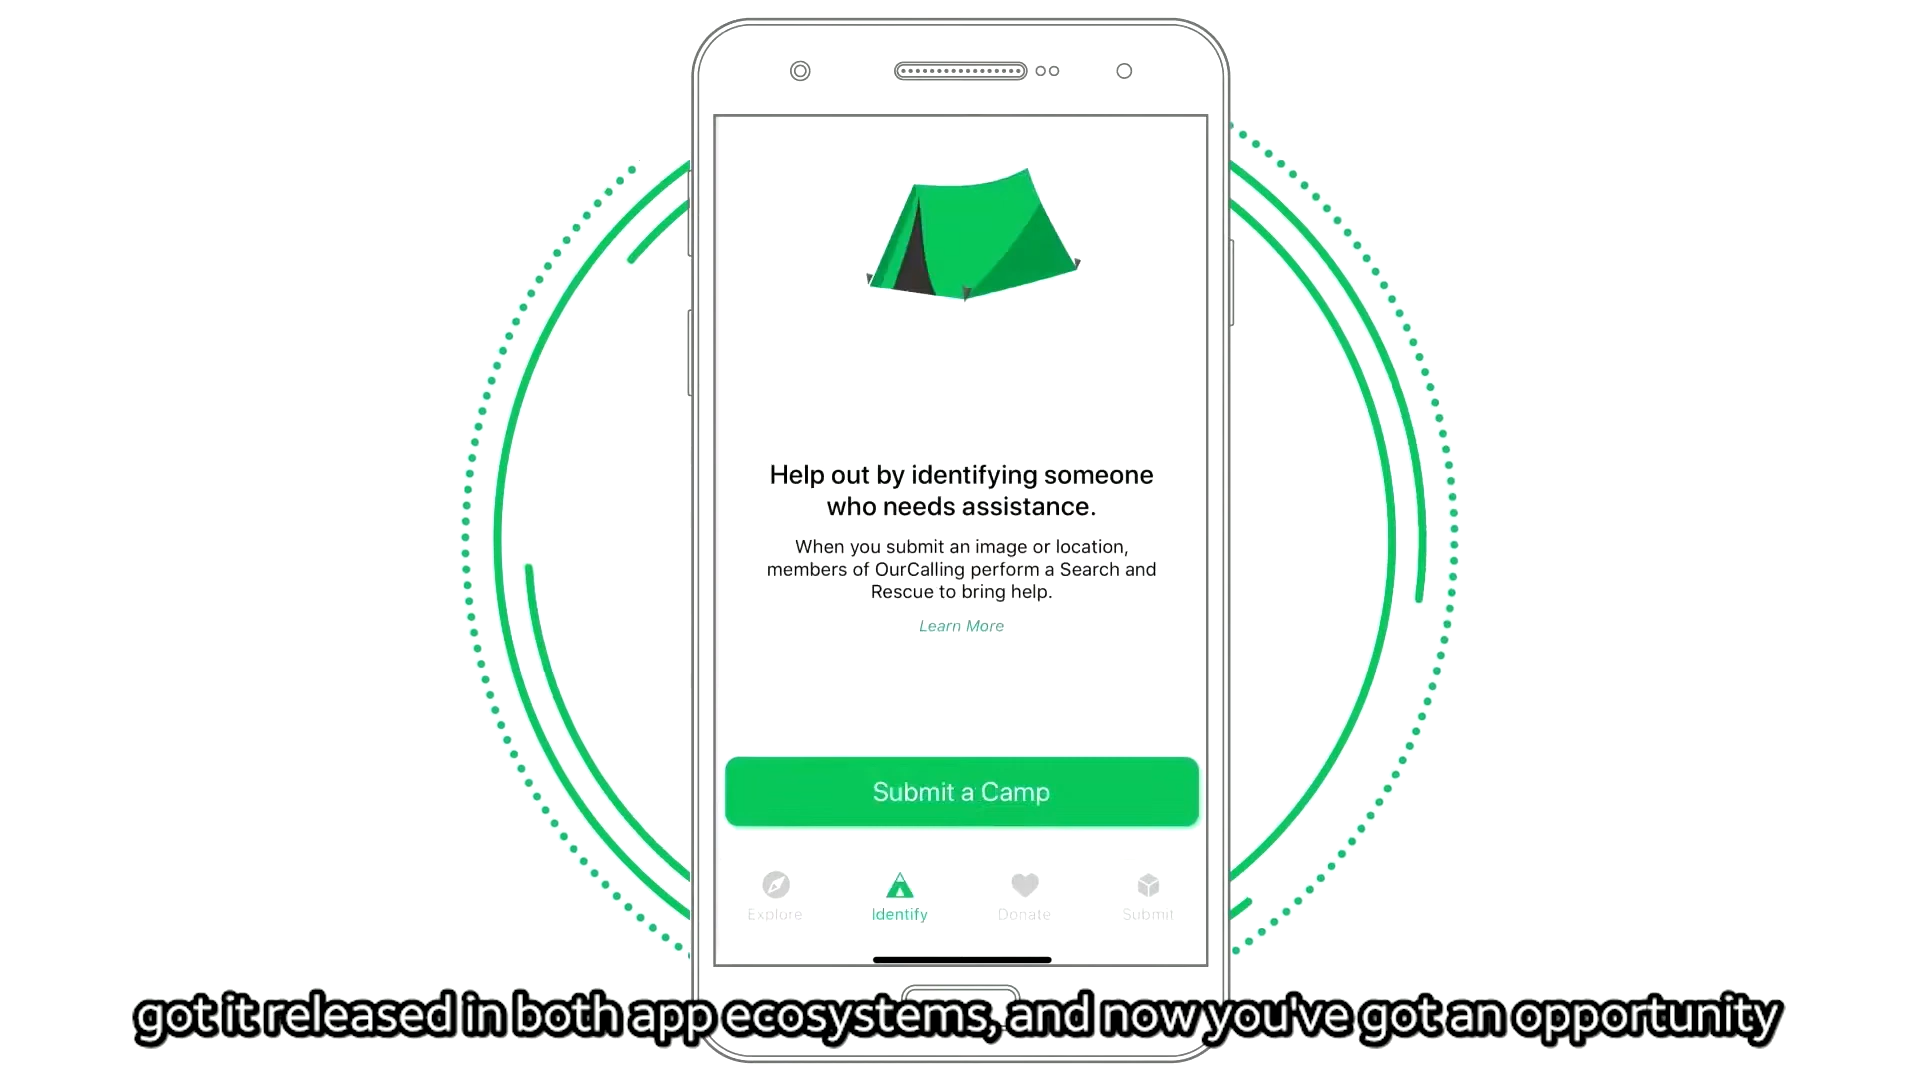 Help out by identifying someone
who needs assistance.
When you submit an image or location,
members of OurCalling perform a Search and
Rescue to bring help.
Learn More
Submit a Camp
Explore
Identify
Donate
Submit
got it released in both app ecosystems, and now you've got an opportunity